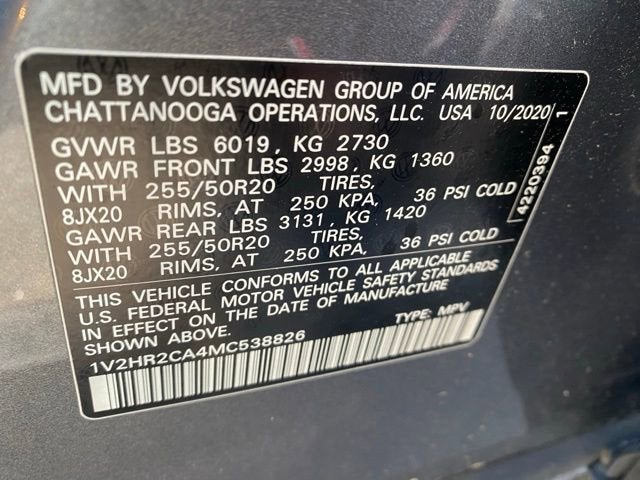 MFD BY VOLKSWAGEN GROUP OF AMERICA
CHATTANOOGA OPERATIONS, LLC. USA 10/2020
GVWR LBS 6019, KG 2730
GAWR FRONT LBS 2998, KG 1360
WITH 255/50R20 TIRES,
8JX20 RIMS, AT 250 KPA, 36 PSI COLD
GAWR REAR LBS 3131, KG 1420
WITH 255/50R20 TIRES,
8JX20 RIMS, AT 250 KPA, 36 PSI COLD
THIS VEHICLE CONFORMS TO ALL APPLICABLE
U.S. FEDERAL MOTOR VEHICLE SAFETY STANDARDS
IN EFFECT ON THE DATE OF MANUFACTURE
SHOWN ABOVE. TYPE: MPV
1V2HR2CA4MC538826
4220394 1